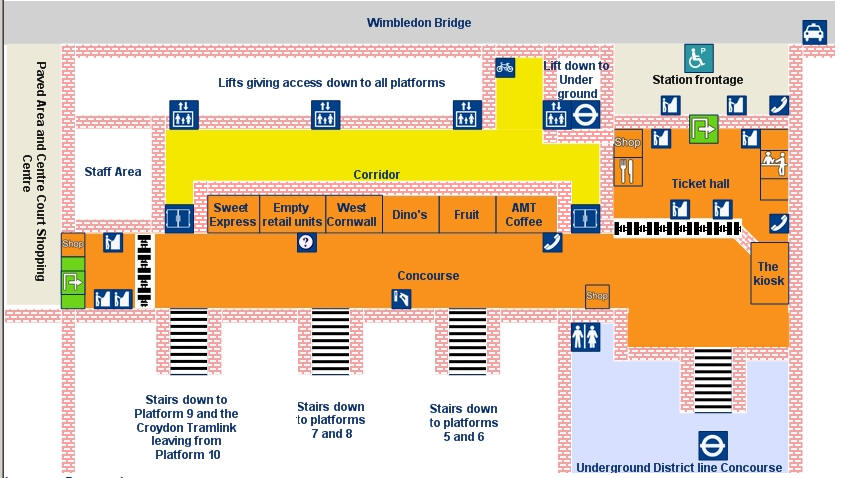 Wimbledon Bridge
P
Station frontage
Lift down to
Under
ground
Lifts giving access down to all platforms
Paved Area and Centre Court Shopping
Centre
Staff Area
Corridor
Shop
Ticket hall
Sweet
Express
Empty
retail units
West
Cornwall
Dino's
Fruit
AMT
Coffee
Shop
?
Concourse
Shop
The
kiosk
Stairs down to
Platform 9 and the
Croydon Tramlink
leaving from
Platform 10
Stairs down
to platforms
7 and 8
Stairs down
to platforms
5 and 6
Underground District line Concourse